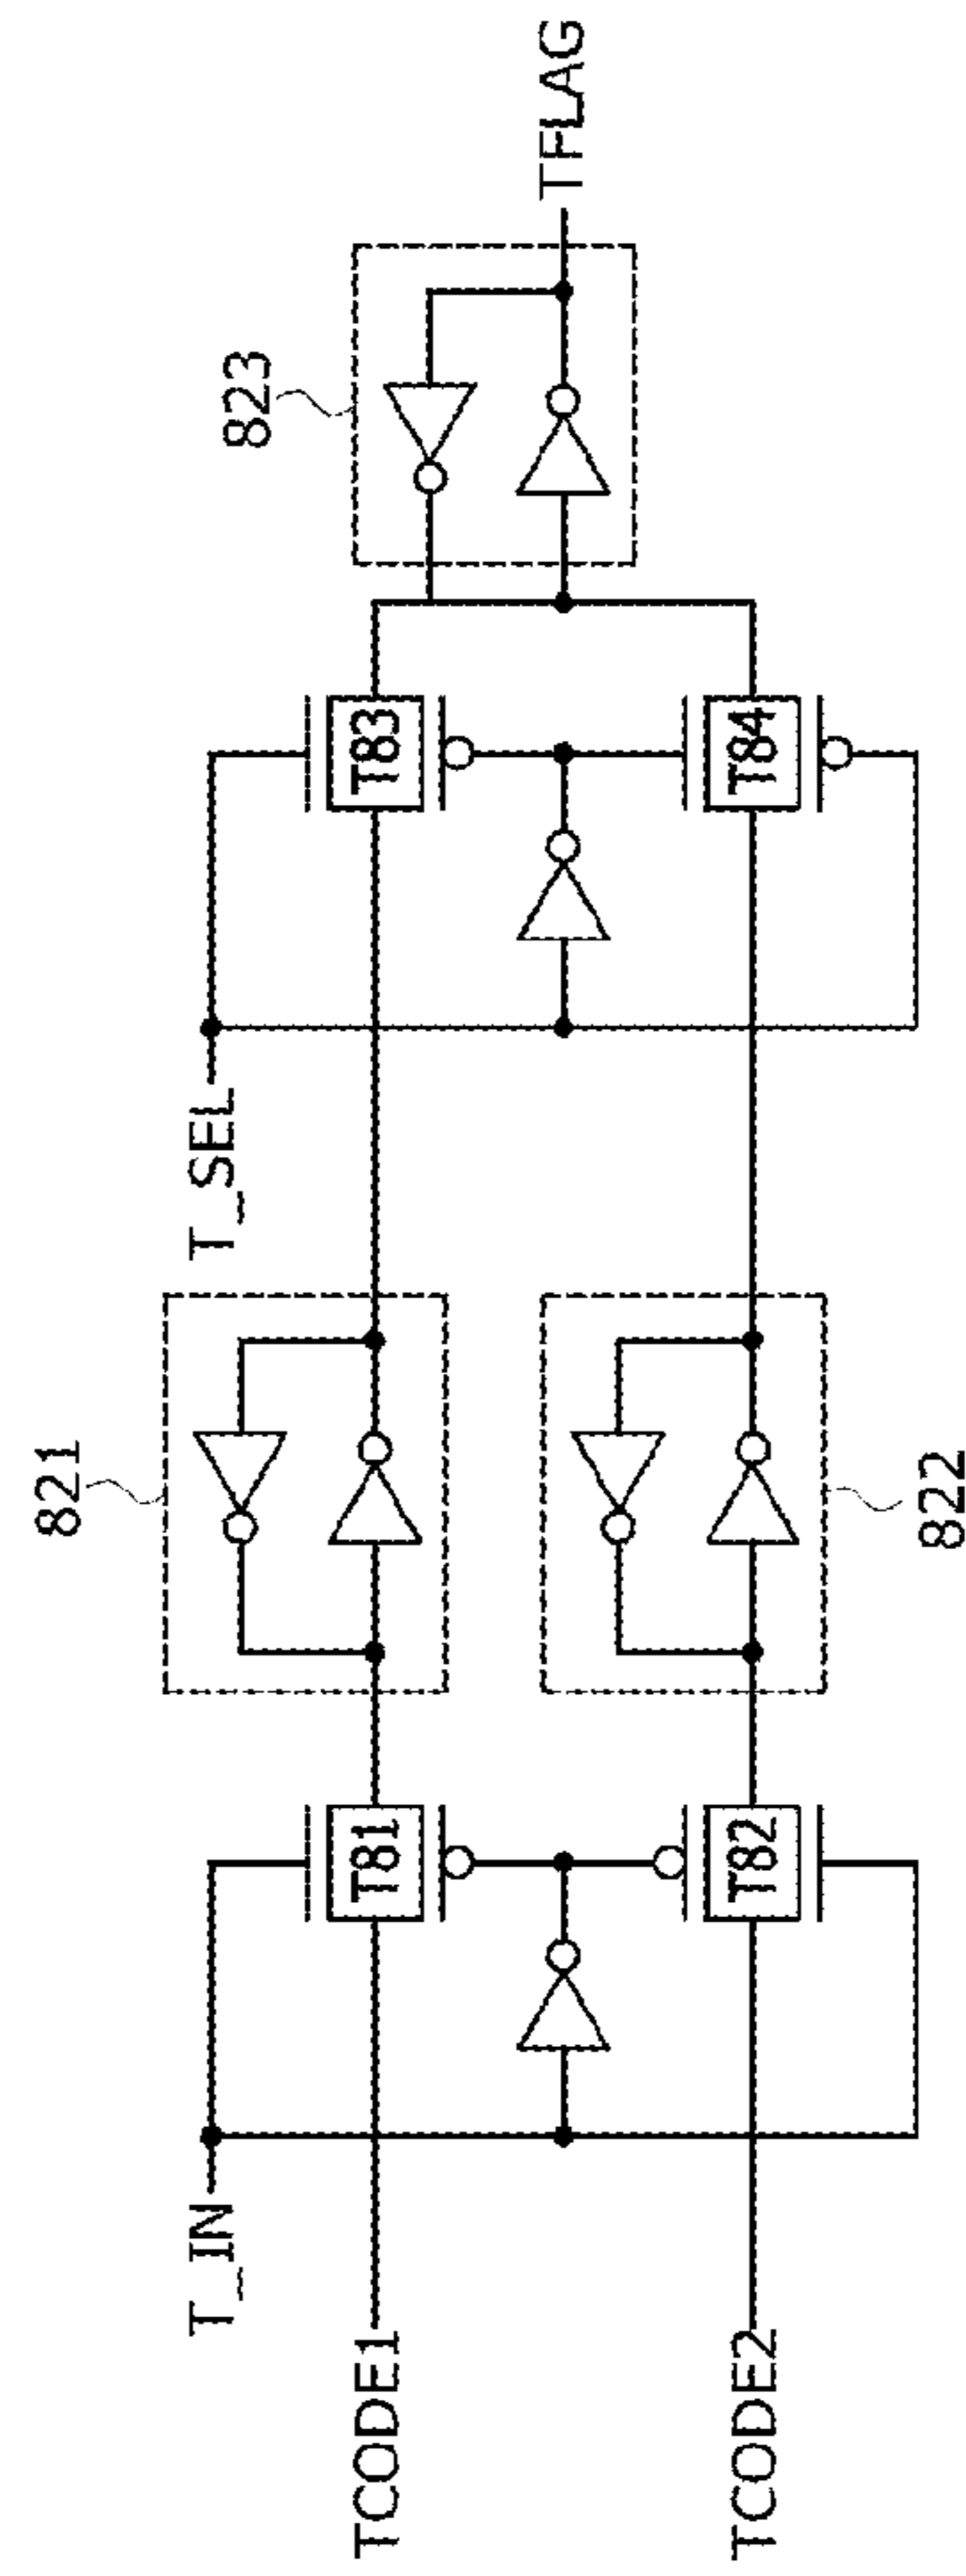 821
T_IN
T_SEL
823
TCODE1
T81
T83
TFLAG
TCODE2
T82
T84
822